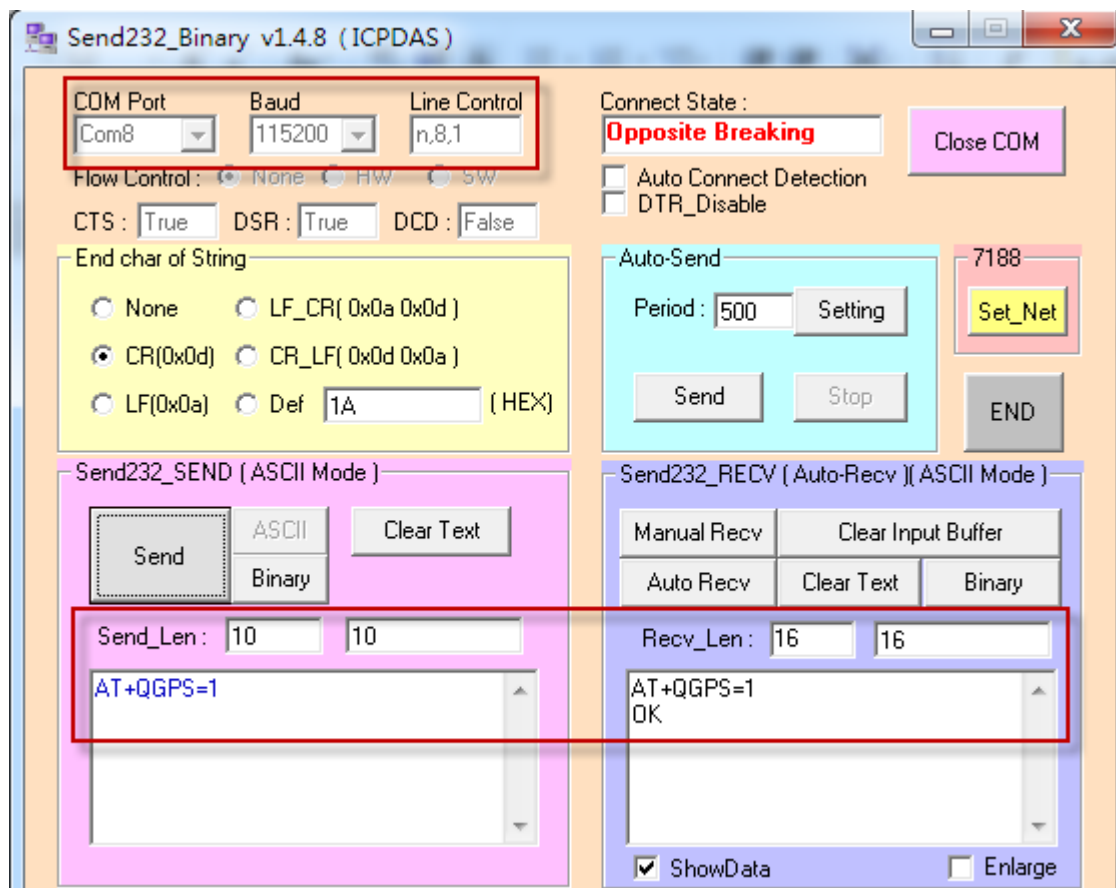 Send232_Binary v1.4.8 ( ICPDAS )
COM Port Baud Line Control
Com8 115200 n,8,1
Flow Control : None HW SW
CTS : True DSR : True DCD : False
Connect State :
Opposite Breaking
Close COM
Auto Connect Detection
DTR_Disable
End char of String
None LF_CR( 0x0a 0x0d )
CR(0x0d) CR_LF( 0x0d 0x0a )
LF(0x0a) Def 1A ( HEX)
Auto-Send
Period : 500 Setting
Send Stop
7188
Set_Net
END
Send232_SEND ( ASCII Mode )
Send ASCII Clear Text
Binary
Send_Len : 10 10
AT+QGPS=1
Send232_RECV ( Auto-Recv )( ASCII Mode )
Manual Recv Clear Input Buffer
Auto Recv Clear Text Binary
Recv_Len : 16 16
AT+QGPS=1
OK
ShowData Enlarge